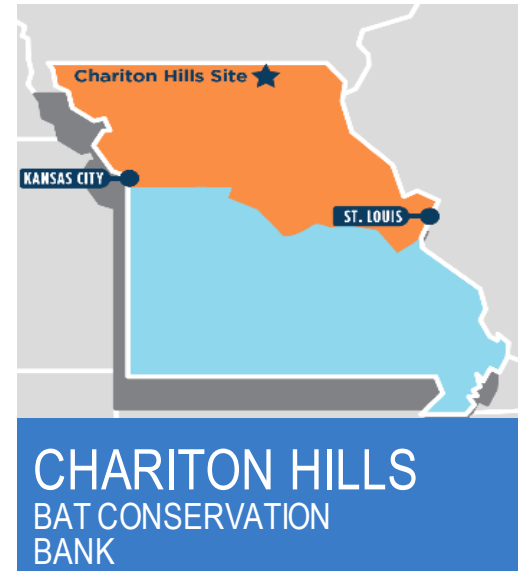 Chariton Hills Site
KANSAS CITY
ST. LOUIS
CHARITON HILLS
BAT CONSERVATION
BANK